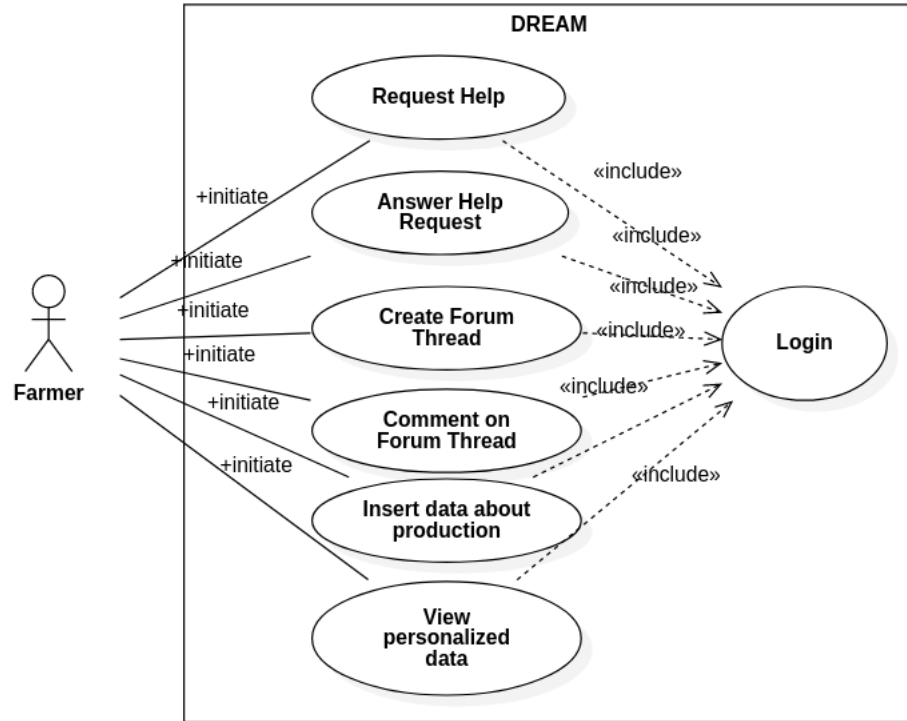 DREAM
Request Help
«include»
+initiate
Answer Help
Request
«include»
+initiate
«include»
+initiate
Create Forum
Thread
«include»
Login
+initiate
«include»
Farmer
+initiate
Comment on
Forum Thread
+initiate
«include»
Insert data about
production
View
personalized
data